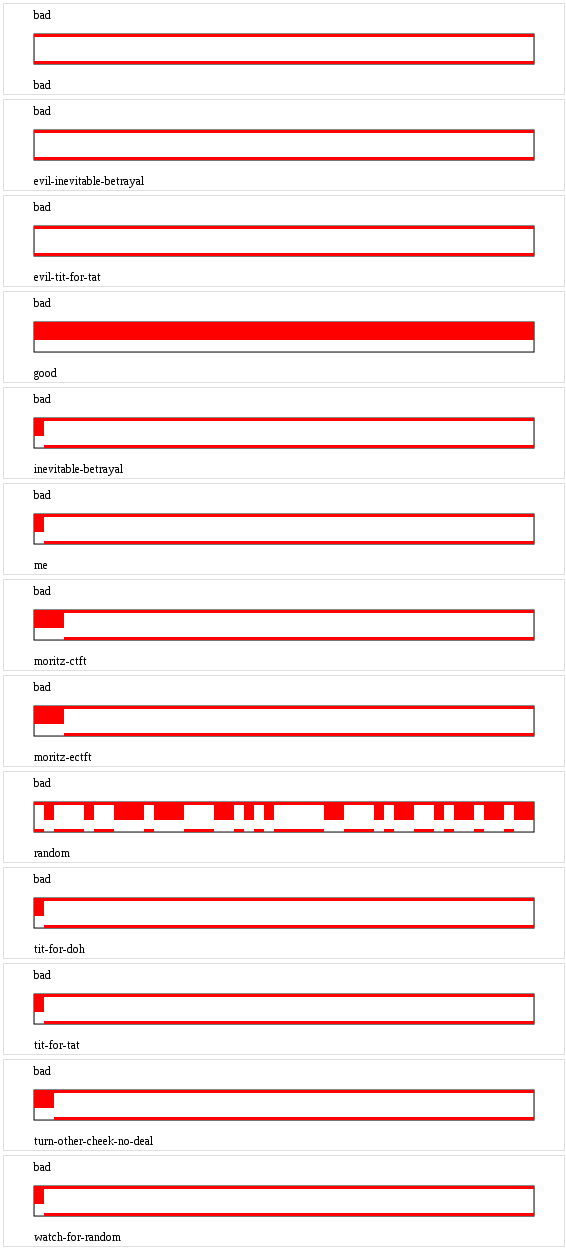 bad
bad
bad
evil-inevitable-betrayal
bad
evil-tit-for-tat
bad
good
bad
inevitable-betrayal
bad
me
bad
moritz-ctft
bad
moritz-ectft
bad
random
bad
tit-for-doh
bad
tit-for-tat
bad
turn-other-cheek-no-deal
bad
watch-for-random